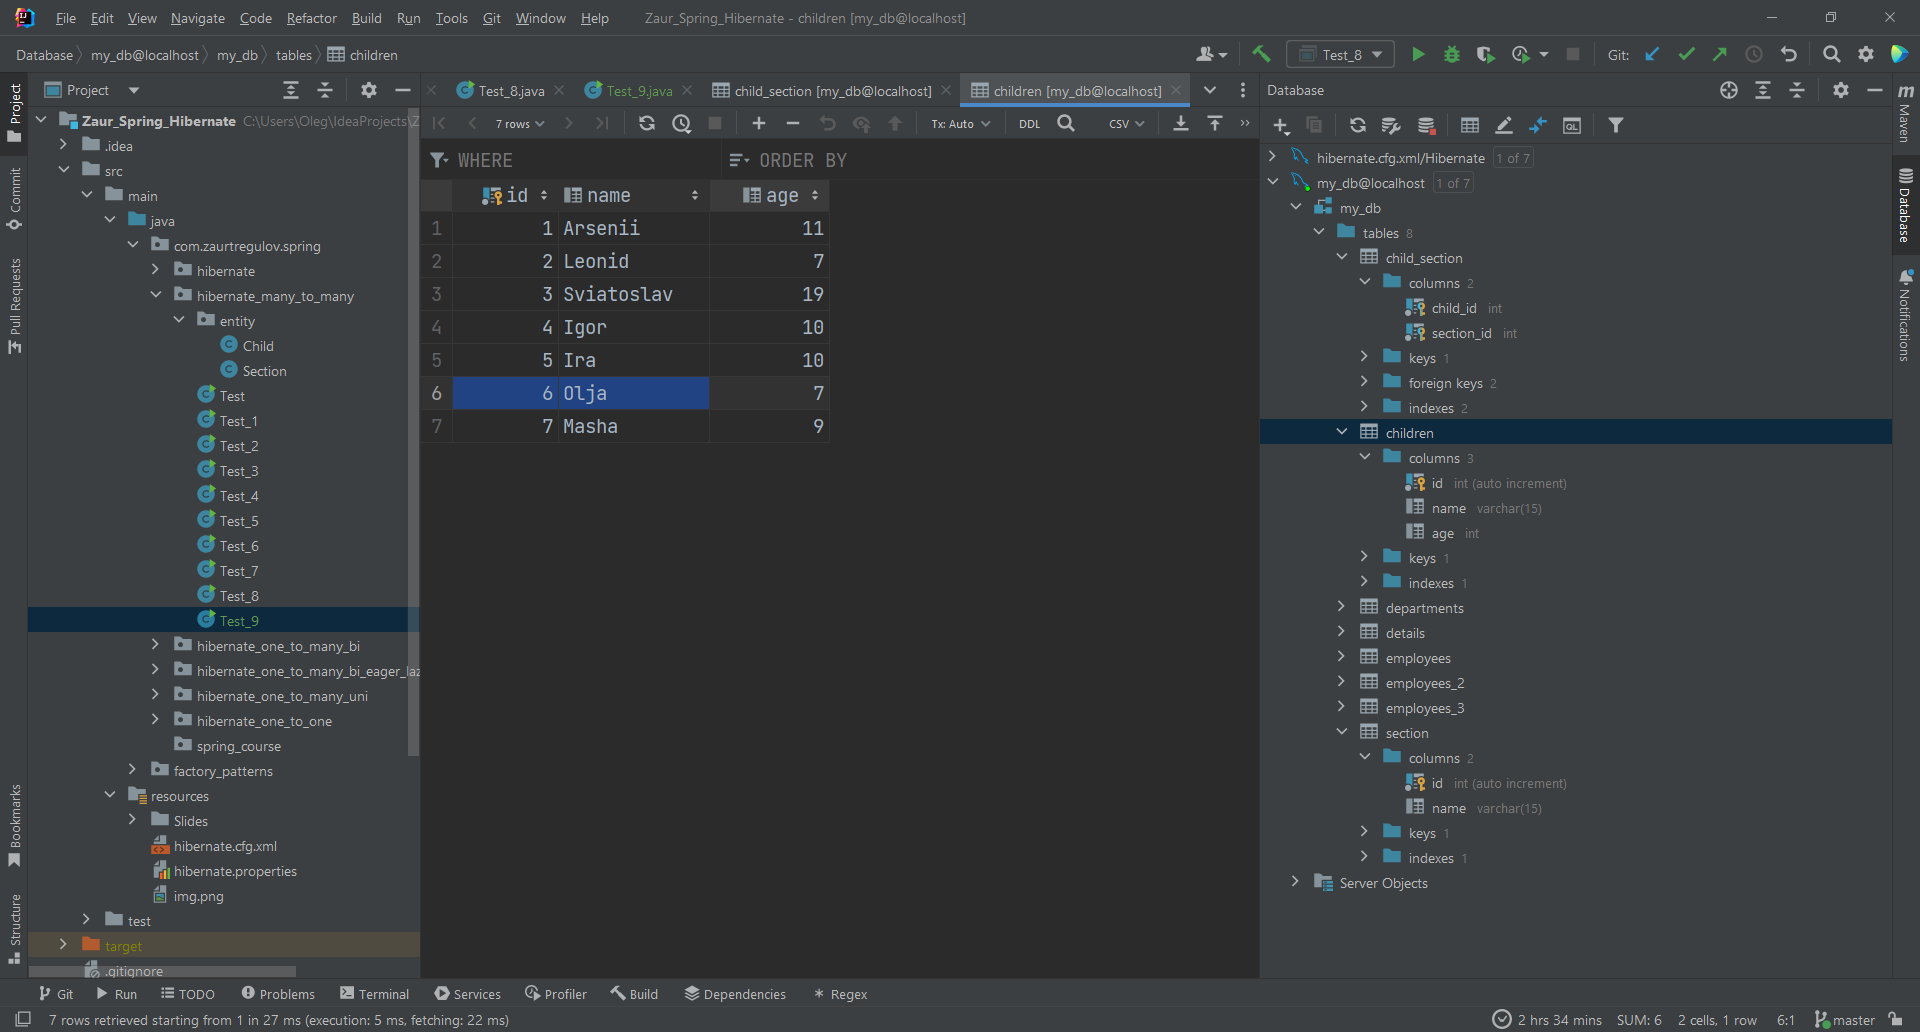 File Edit View Navigate Code Refactor Build Run Tools Git Window Help Zaur_Spring_Hibernate - children [my_db@localhost]
Database my_db@localhost my_db tables children Test_8 Git:
Project
Zaur_Spring_Hibernate C:\Users\Oleg\IdeaProjects\Z
.idea
src
main
java
com.zaurtregulov.spring
hibernate
hibernate_many_to_many
entity
Child
Section
Test
Test_1
Test_2
Test_3
Test_4
Test_5
Test_6
Test_7
Test_8
Test_9
hibernate_one_to_many_bi
hibernate_one_to_many_bi_eager_laz
hibernate_one_to_many_uni
hibernate_one_to_one
spring_course
factory_patterns
resources
Slides
hibernate.cfg.xml
hibernate.properties
img.png
test
target
.gitignore
Project
Commit
Pull Requests
Bookmarks
Structure
Test_8.java Test_9.java child_section [my_db@localhost] children [my_db@localhost]
7 rows Tx: Auto DDL CSV
WHERE ORDER BY
id name age
1 1 Arsenii 11
2 2 Leonid 7
3 3 Sviatoslav 19
4 4 Igor 10
5 5 Ira 10
6 6 Olja 7
7 7 Masha 9
Database
hibernate.cfg.xml/Hibernate 1 of 7
my_db@localhost 1 of 7
my_db
tables 8
child_section
columns 2
child_id int
section_id int
keys 1
foreign keys 2
indexes 2
children
columns 3
id int (auto increment)
name varchar(15)
age int
keys 1
indexes 1
departments
details
employees
employees_2
employees_3
section
columns 2
id int (auto increment)
name varchar(15)
keys 1
indexes 1
Server Objects
m
Maven
Database
Notifications
Git Run TODO Problems Terminal Services Profiler Build Dependencies Regex
7 rows retrieved starting from 1 in 27 ms (execution: 5 ms, fetching: 22 ms) 2 hrs 34 mins SUM: 6 2 cells, 1 row 6:1 master